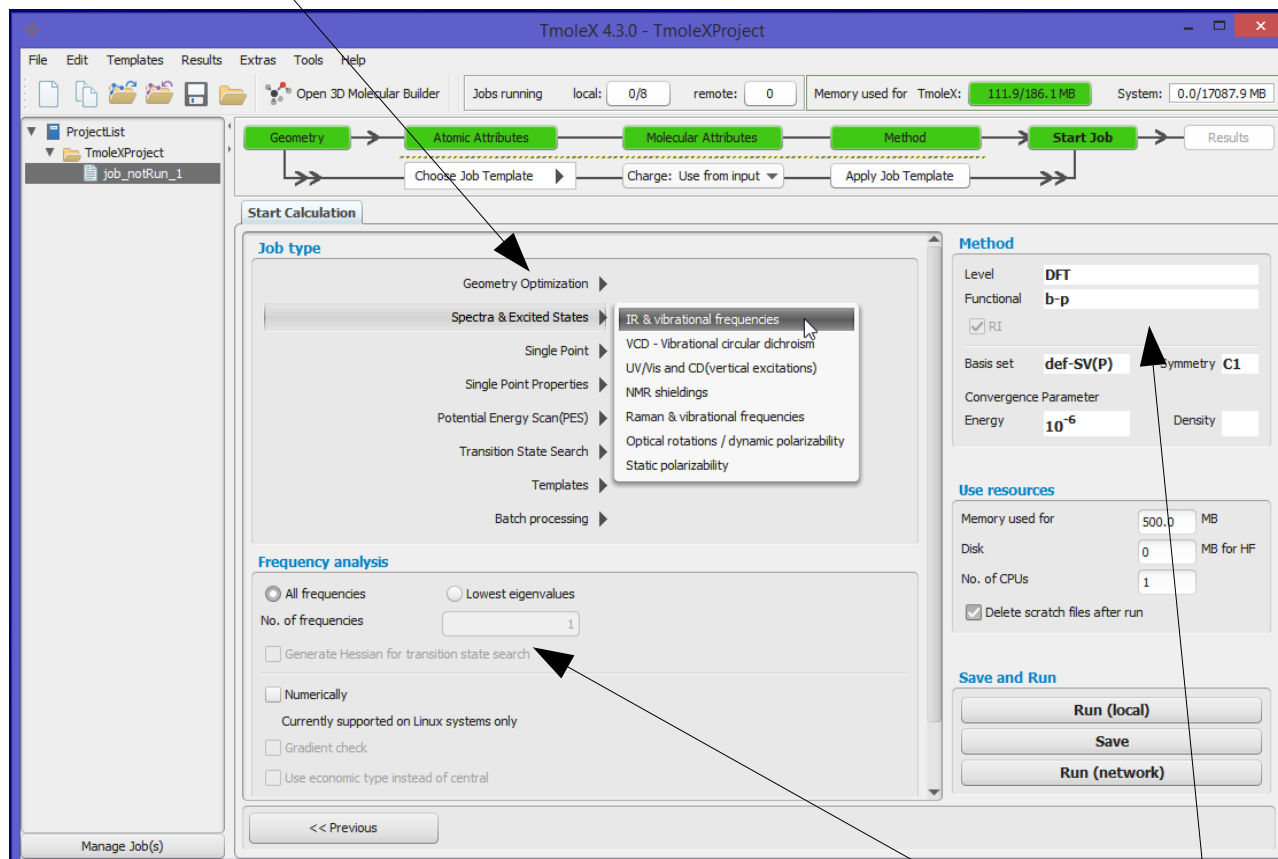 TmoleX 4.3.0 - TmoleXProject
File Edit Templates Results Extras Tools Help
Open 3D Molecular Builder Jobs running local: 0/8 remote: 0 Memory used for TmoleX: 111.9/186.1 MB System: 0.0/17087.9 MB
ProjectList
TmoleXProject
job_notRun_1
Manage Job(s)
Geometry Atomic Attributes Molecular Attributes Method Start Job Results
Choose Job Template Charge: Use from input Apply Job Template
Start Calculation
Job type
Geometry Optimization
Spectra & Excited States
Single Point
Single Point Properties
Potential Energy Scan(PES)
Transition State Search
Templates
Batch processing
IR & vibrational frequencies
VCD - Vibrational circular dichroism
UV/Vis and CD(vertical excitations)
NMR shieldings
Raman & vibrational frequencies
Optical rotations / dynamic polarizability
Static polarizability
Frequency analysis
All frequencies Lowest eigenvalues
No. of frequencies 1
Generate Hessian for transition state search
Numerically
Currently supported on Linux systems only
Gradient check
Use economic type instead of central
<< Previous
Method
Level DFT
Functional b-p
RI
Basis set def-SV(P) Symmetry C1
Convergence Parameter
Energy 10⁻⁶ Density
Use resources
Memory used for 500.0 MB
Disk 0 MB for HF
No. of CPUs 1
Delete scratch files after run
Save and Run
Run (local)
Save
Run (network)